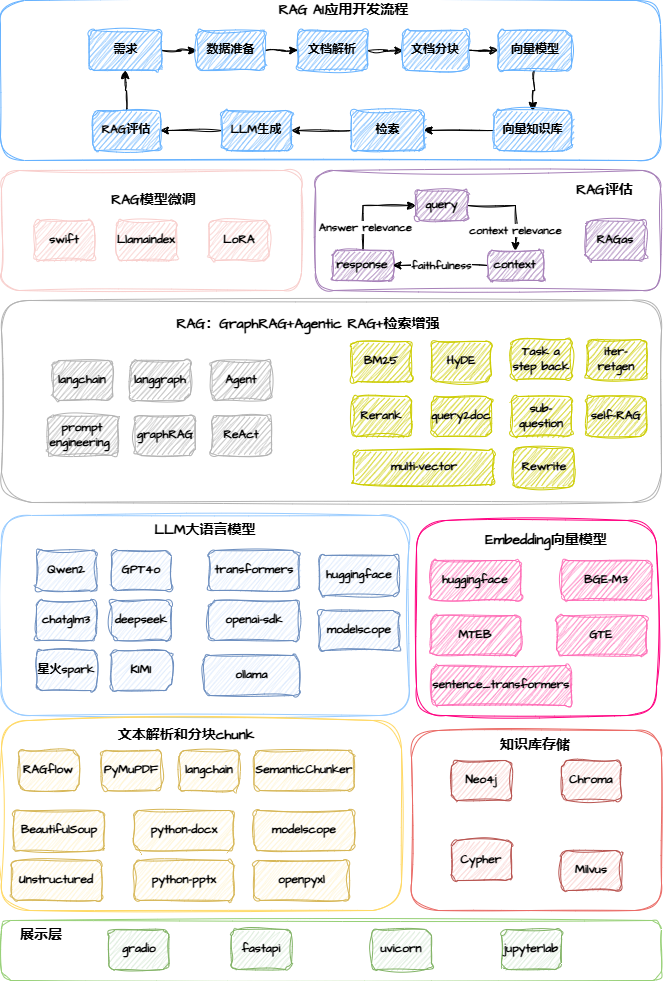 RAG AI应用开发流程
需求
数据准备
文档解析
文档分块
向量模型
RAG评估
LLM生成
检索
向量知识库
RAG模型微调
swift
Llamaindex
LoRA
RAG评估
query
Answer relevance
context relevance
response
faithfulness
context
RAGas
RAG：GraphRAG+Agentic RAG+检索增强
langchain
langgraph
Agent
prompt
engineering
graphRAG
ReAct
BM25
HyDE
Task a
step back
iter-
retgen
Rerank
query2doc
sub-
question
self-RAG
multi-vector
Rewrite
LLM大语言模型
Qwen2
GPT4o
transformers
huggingface
chatglm3
deepseek
openai-sdk
modelscope
星火spark
KIMI
ollama
Embedding向量模型
huggingface
BGE-M3
MTEB
GTE
sentence_transformers
文本解析和分块chunk
RAGflow
PyMuPDF
langchain
SemanticChunker
BeautifulSoup
python-docx
modelscope
Unstructured
python-pptx
openpyxl
知识库存储
Neo4j
Chroma
Cypher
Milvus
展示层
gradio
fastapi
uvicorn
jupyterlab